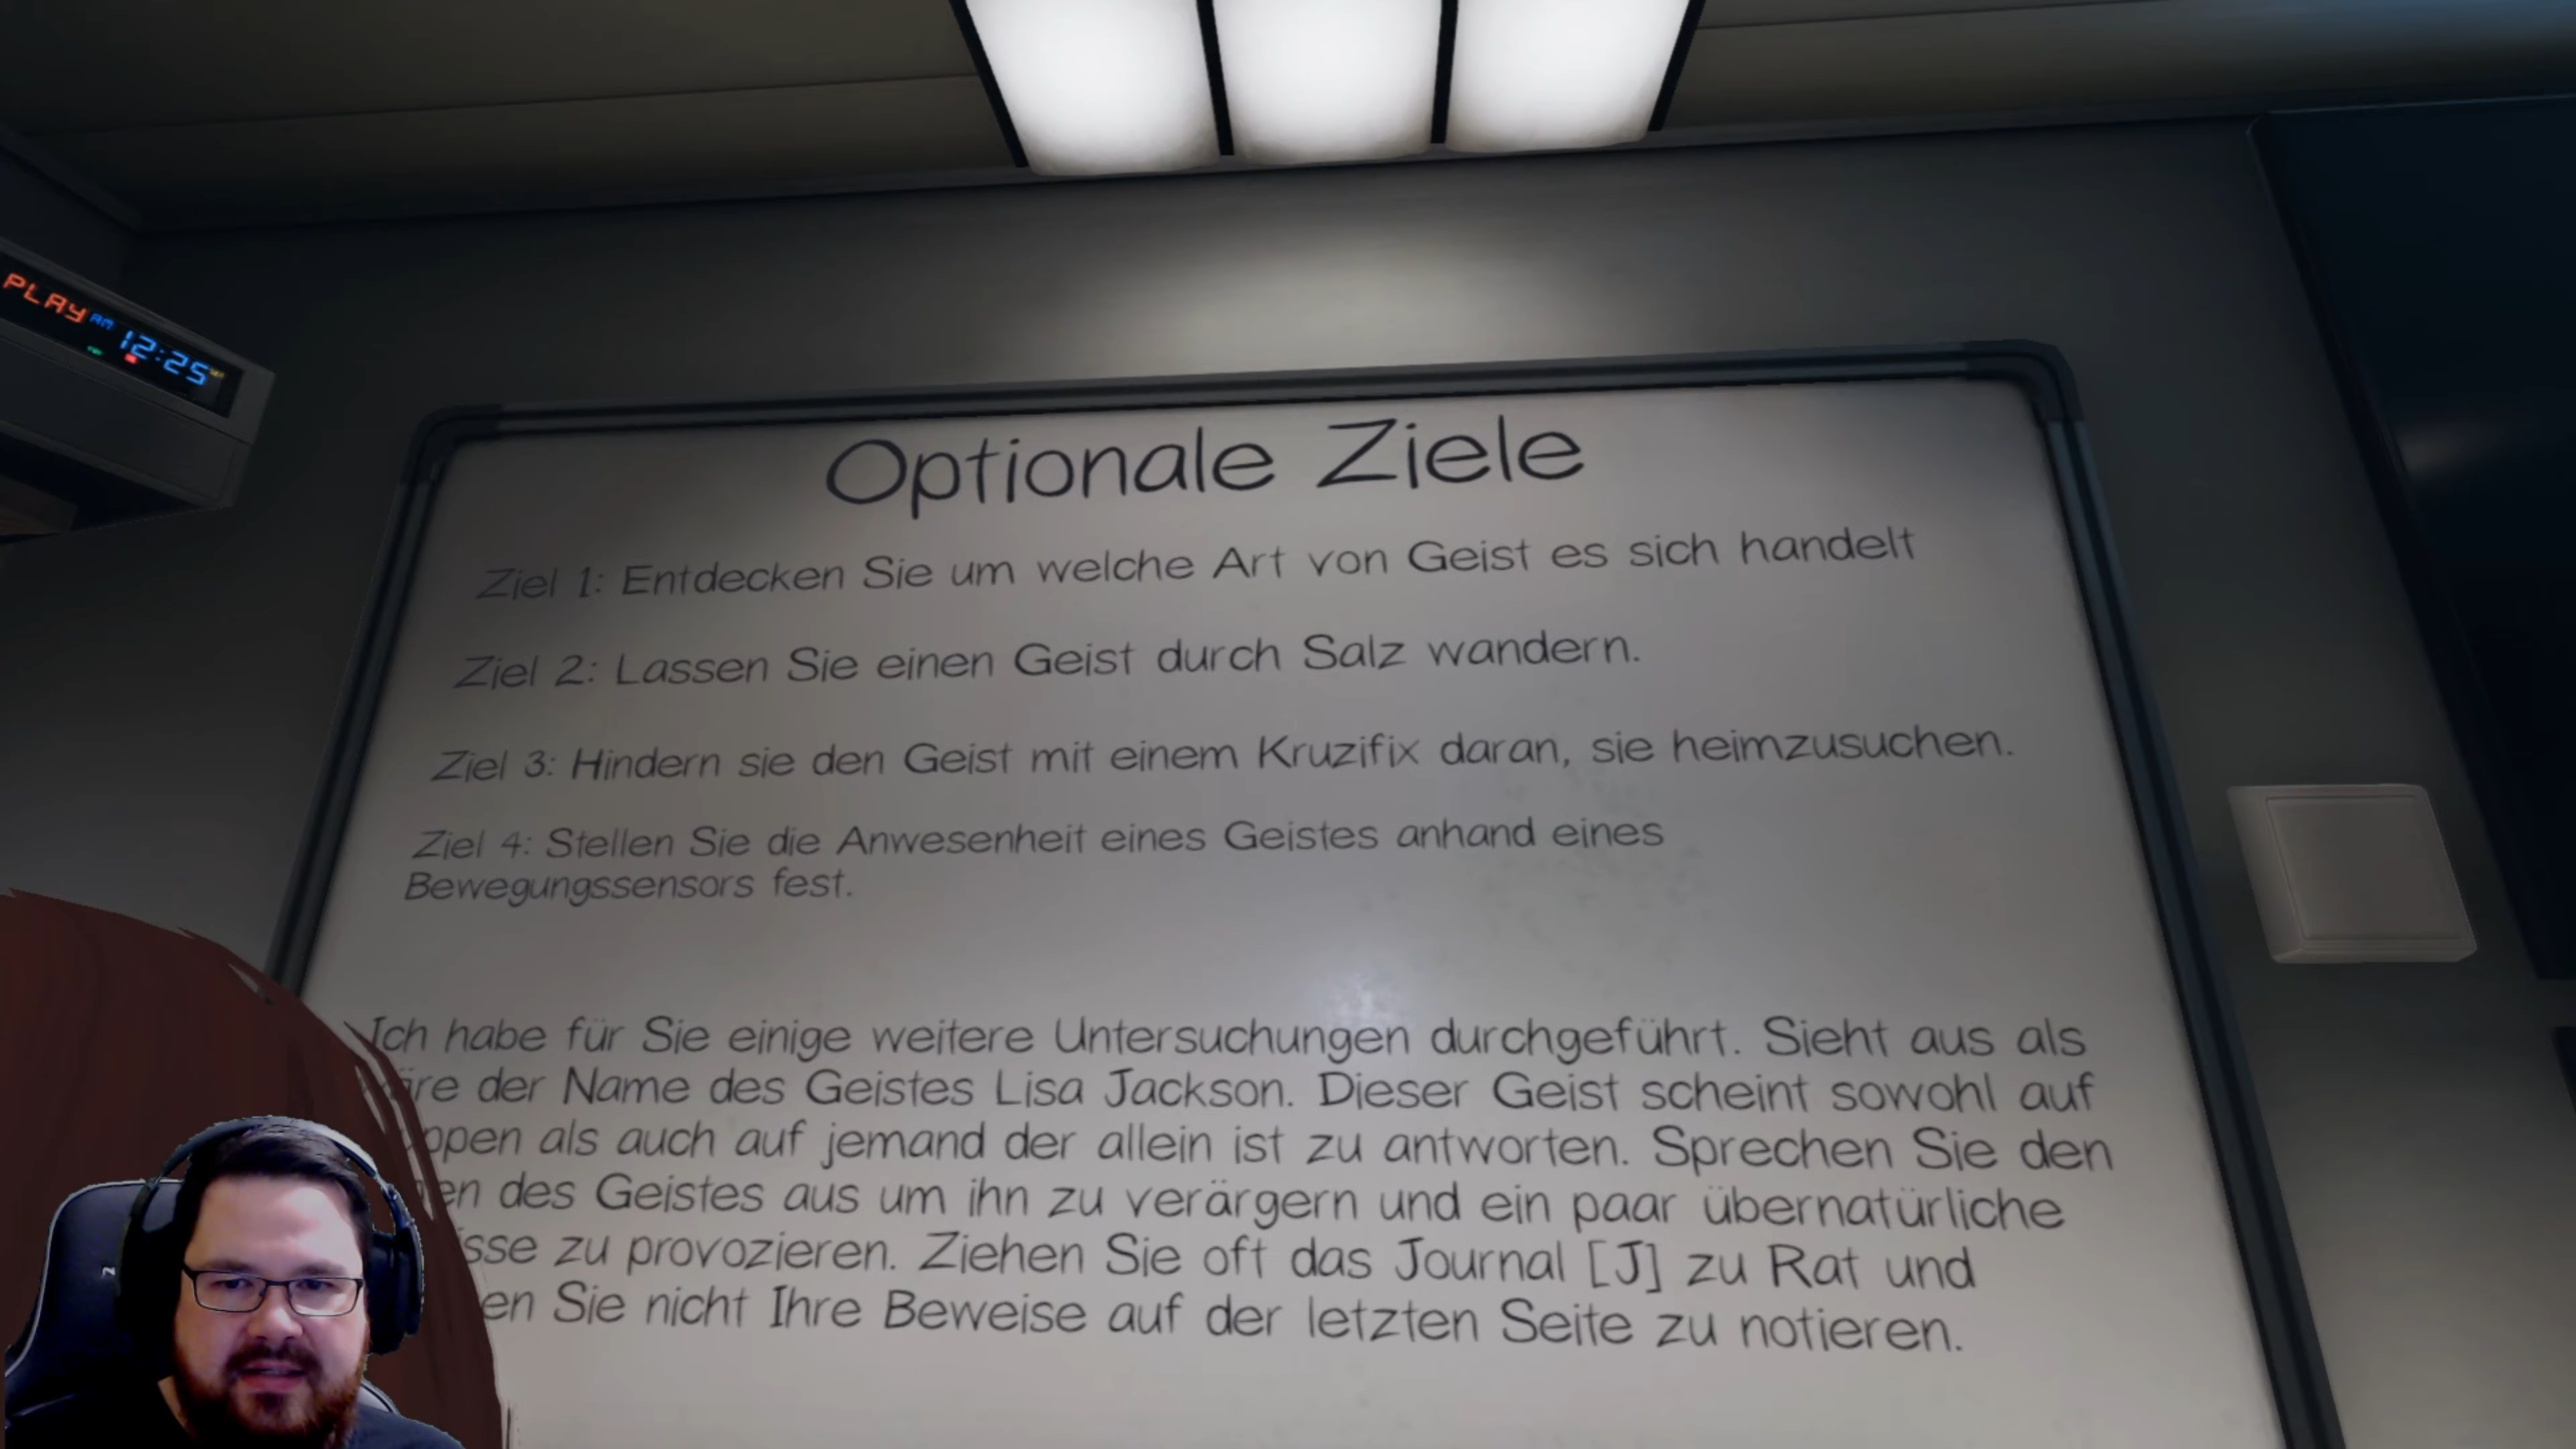 PLAY AM 12:25
Optionale Ziele
Ziel 1: Entdecken Sie um welche Art von Geist es sich handelt
Ziel 2: Lassen Sie einen Geist durch Salz wandern.
Ziel 3: Hindern sie den Geist mit einem Kruzifix daran, sie heimzusuchen.
Ziel 4: Stellen Sie die Anwesenheit eines Geistes anhand eines
Bewegungssensors fest.
Ich habe für Sie einige weitere Untersuchungen durchgeführt. Sieht aus als
der Name des Geistes Lisa Jackson. Dieser Geist scheint sowohl auf
als auch auf jemand der allein ist zu antworten. Sprechen Sie den
des Geistes aus um ihn zu verärgern und ein paar übernatürliche
zu provozieren. Ziehen Sie oft das Journal [J] zu Rat und
Sie nicht Ihre Beweise auf der letzten Seite zu notieren.